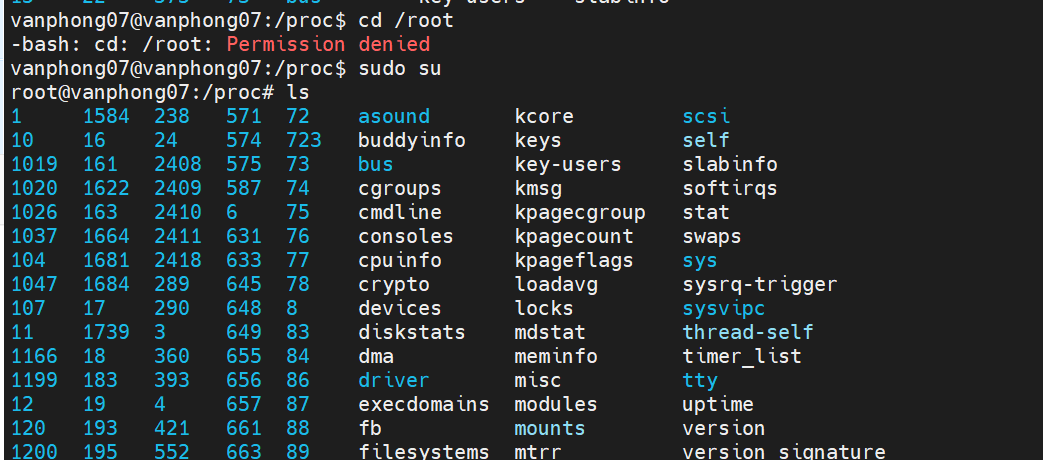 vanphong07@vanphong07:/proc$ cd /root
-bash: cd: /root: Permission denied
vanphong07@vanphong07:/proc$ sudo su
root@vanphong07:/proc# ls
1 1584 238 571 72 asound kcore scsi
10 16 24 574 723 buddyinfo keys self
1019 161 2408 575 73 bus key-users slabinfo
1020 1622 2409 587 74 cgroups kmsg softirqs
1026 163 2410 6 75 cmdline kpagecgroup stat
1037 1664 2411 631 76 consoles kpagecount swaps
104 1681 2418 633 77 cpuinfo kpageflags sys
1047 1684 289 645 78 crypto loadavg sysrq-trigger
107 17 290 648 8 devices locks sysvipc
11 1739 3 649 83 diskstats mdstat thread-self
1166 18 360 655 84 dma meminfo timer_list
1199 183 393 656 86 driver misc tty
12 19 4 657 87 execdomains modules uptime
120 193 421 661 88 fb mounts version
1200 195 552 663 89 filesystems mtrr version_signature